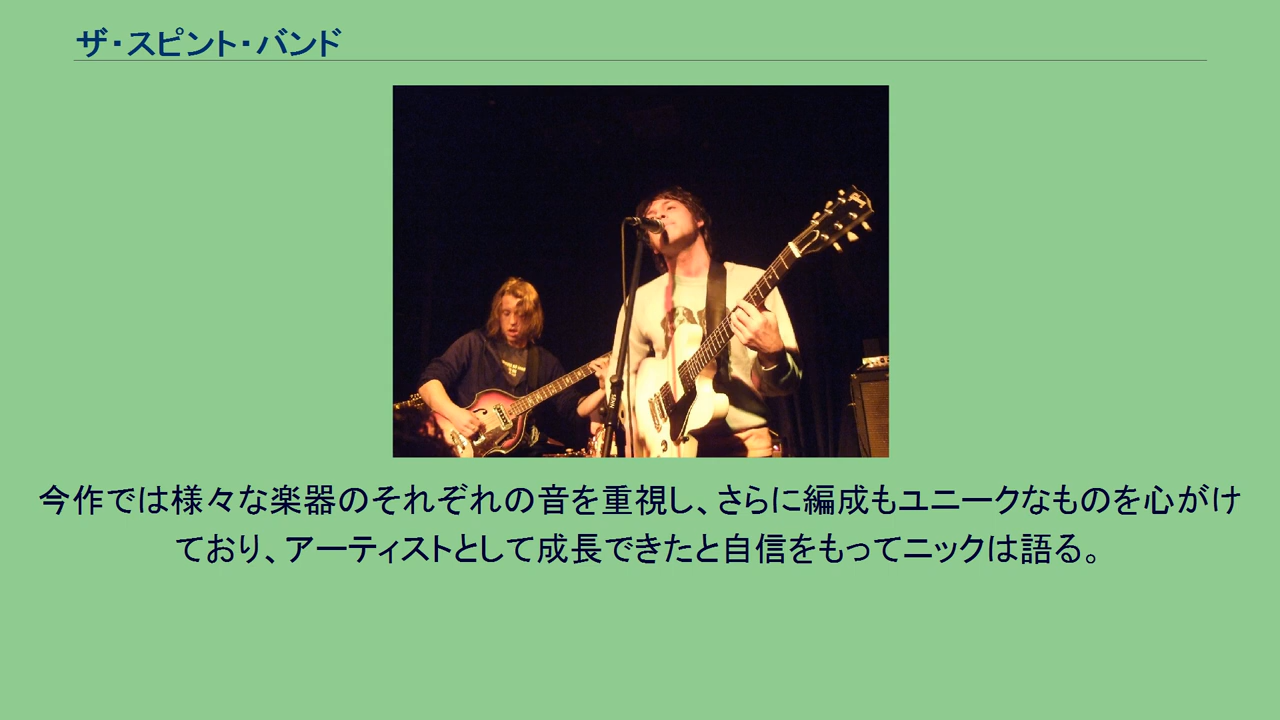 ザ・スピント・バンド
今作では様々な楽器のそれぞれの音を重視し、さらに編成もユニークなものを心がけ
ており、アーティストとして成長できたと自信をもってニックは語る。